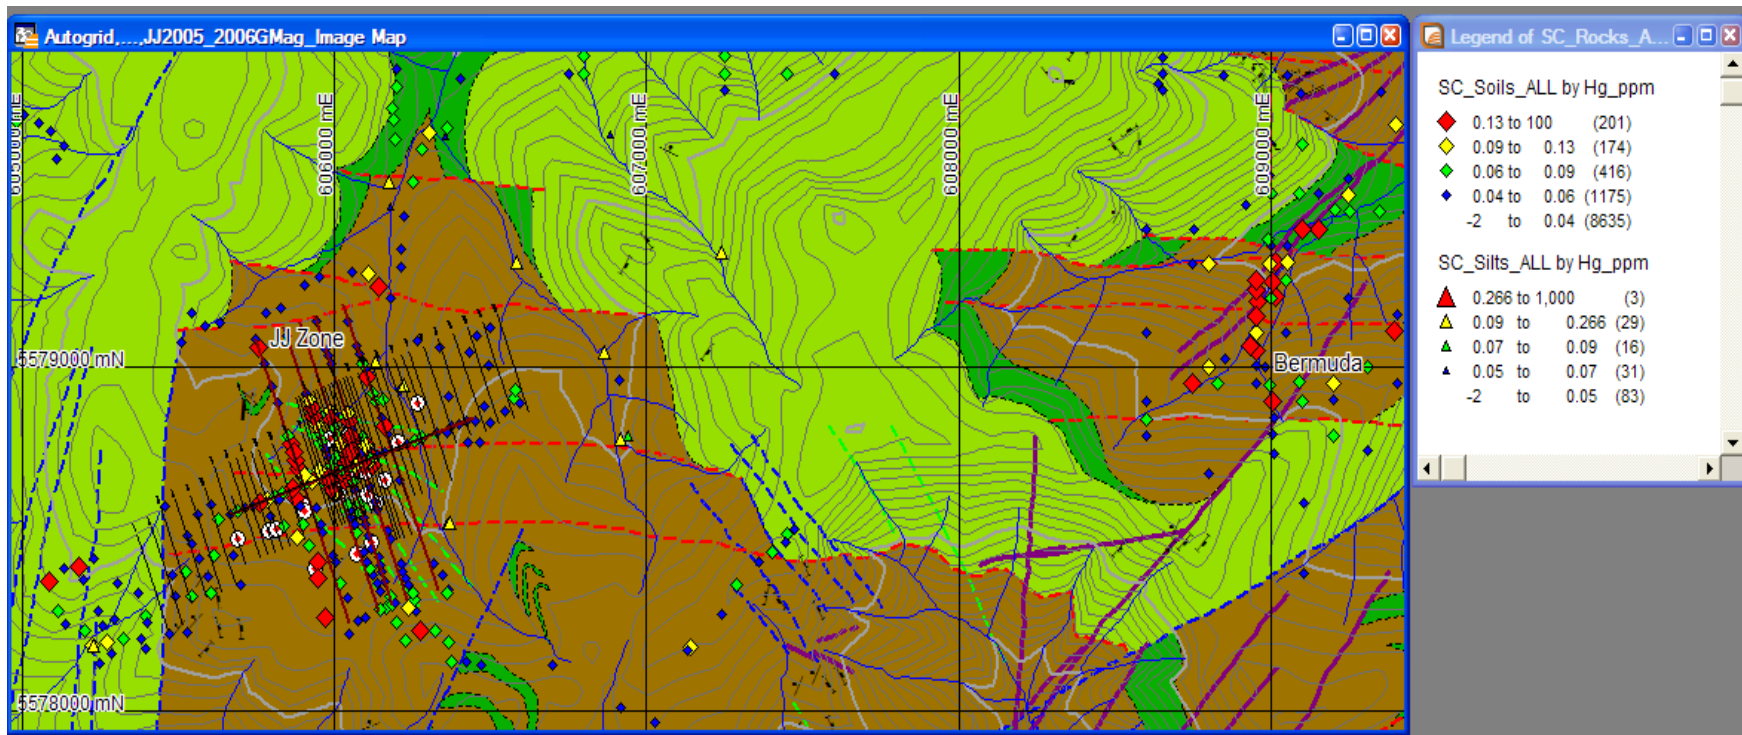 Autogrid,...,JJ2005_2006GMag_Image Map
Legend of SC_Rocks_A...
605000 mE
606000 mE
607000 mE
608000 mE
609000 mE
JJ Zone
5579000 mN
Bermuda
5578000 mN
SC_Soils_ALL by Hg_ppm
0.13 to 100 (201)
0.09 to 0.13 (174)
0.06 to 0.09 (416)
0.04 to 0.06 (1175)
-2 to 0.04 (8635)
SC_Silts_ALL by Hg_ppm
0.266 to 1,000 (3)
0.09 to 0.266 (29)
0.07 to 0.09 (16)
0.05 to 0.07 (31)
-2 to 0.05 (83)